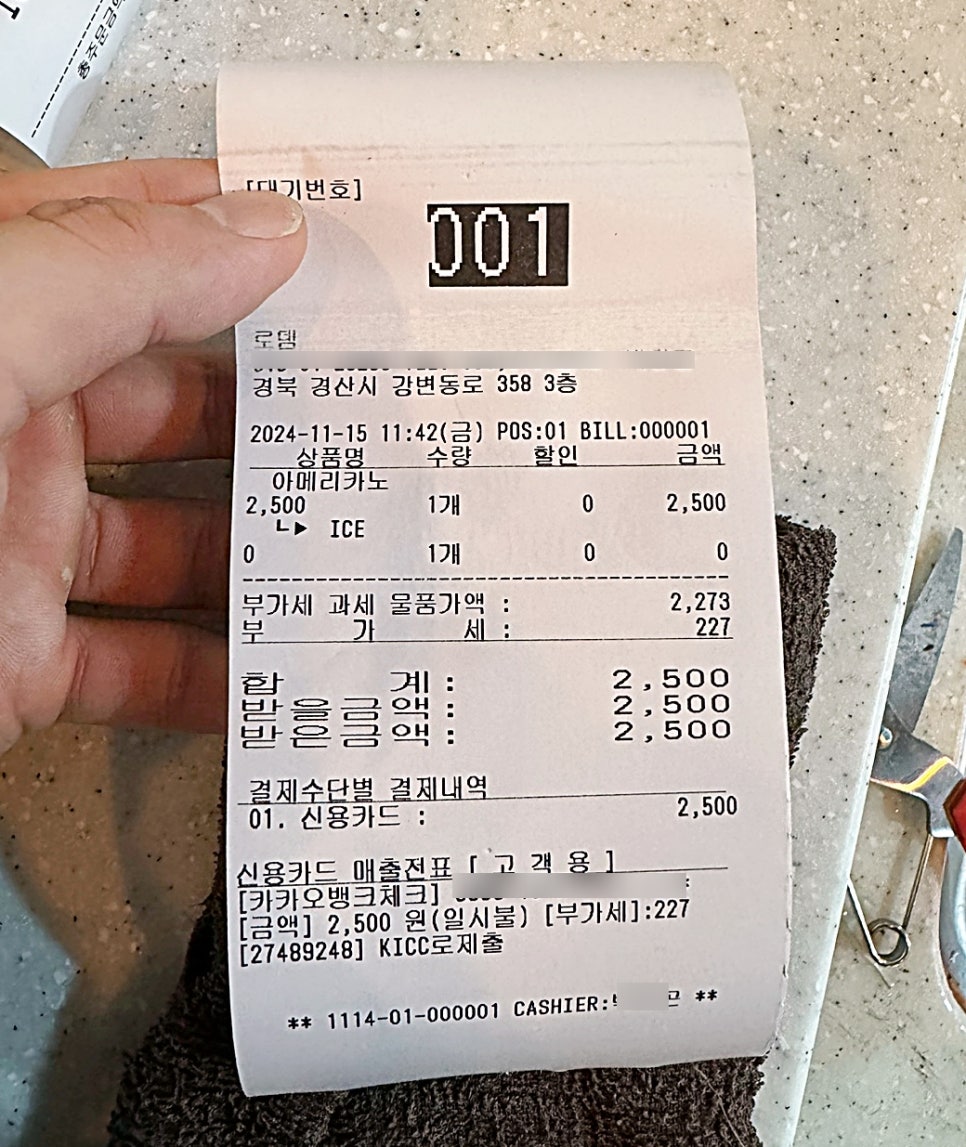 총주문금액
[대기번호]
001
로뎀
경북 경산시 강변동로 358 3층
2024-11-15 11:42(금) POS:01 BILL:000001
상품명 수량 할인 금액
아메리카노
2,500 1개 0 2,500
┗▶ ICE
0 1개 0 0
부가세 과세 물품가액 : 2,273
부 가 세 : 227
합 계 : 2,500
받을금액 : 2,500
받은금액 : 2,500
결제수단별 결제내역
01. 신용카드 : 2,500
신용카드 매출전표 [ 고 객 용 ]
[카카오뱅크체크]
[금액] 2,500 원(일시불) [부가세]:227
[27489248] KICC로제출
** 1114-01-000001 CASHIER: **